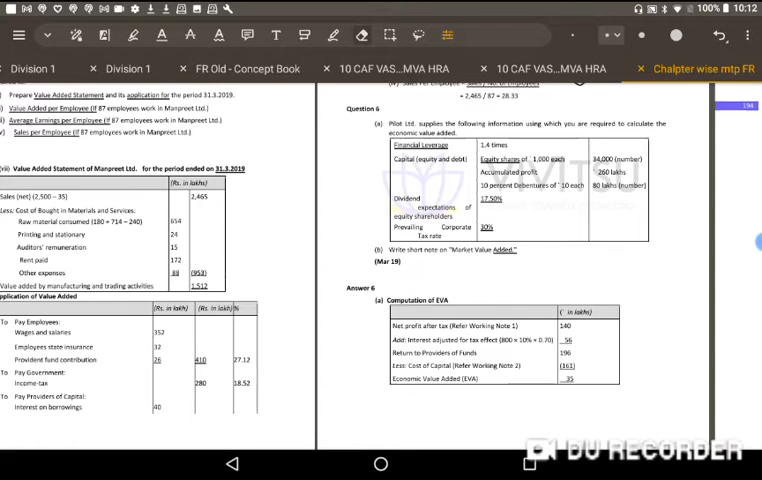 100% 10:12
Division 1
Division 1
FR Old - Concept Book
10 CAF VAS...MVA HRA
10 CAF VAS...MVA HRA
Chalpter wise mtp FR
194
Prepare Value Added Statement and its application for the period 31.3.2019.
Value Added per Employee (If 87 employees work in Manpreet Ltd.)
Average Earnings per Employee (If 87 employees work in Manpreet Ltd.)
Sales per Employee (If 87 employees work in Manpreet Ltd.)
(vii) Value Added Statement of Manpreet Ltd. for the period ended on 31.3.2019
(Rs. in lakhs)
Sales (net) (2,500 – 35) 2,465
Less: Cost of Bought in Materials and Services:
Raw material consumed (180 + 714 – 240) 654
Printing and stationary 24
Auditors' remuneration 15
Rent paid 172
Other expenses 88 (953)
Value added by manufacturing and trading activities 1,512
pplication of Value Added
(Rs. in lakh) (Rs. in lakh) %
To Pay Employees:
Wages and salaries 352
Employees state insurance 32
Provident fund contribution 26 410 27.12
To Pay Government:
Income-tax 280 18.52
To Pay Providers of Capital:
Interest on borrowings 40
= 2,465 / 87 = 28.33
Question 6
(a) Pilot Ltd. supplies the following information using which you are required to calculate the
economic value added.
Financial Leverage 1.4 times
Capital (equity and debt) Equity shares of ` 1,000 each 34,000 (number)
Accumulated profit ` 260 lakhs
10 percent Debentures of ` 10 each 80 lakhs (number)
Dividend 17.50%
expectations of
equity shareholders
Prevailing Corporate 30%
Tax rate
(b) Write short note on "Market Value Added."
(Mar 19)
Answer 6
(a) Computation of EVA
(` in lakhs)
Net profit after tax (Refer Working Note 1) 140
Add: Interest adjusted for tax effect (800 × 10% × 0.70) 56
Return to Providers of Funds 196
Less: Cost of Capital (Refer Working Note 2) (161)
Economic Value Added (EVA) 35
VIVITSU
DU RECORDER